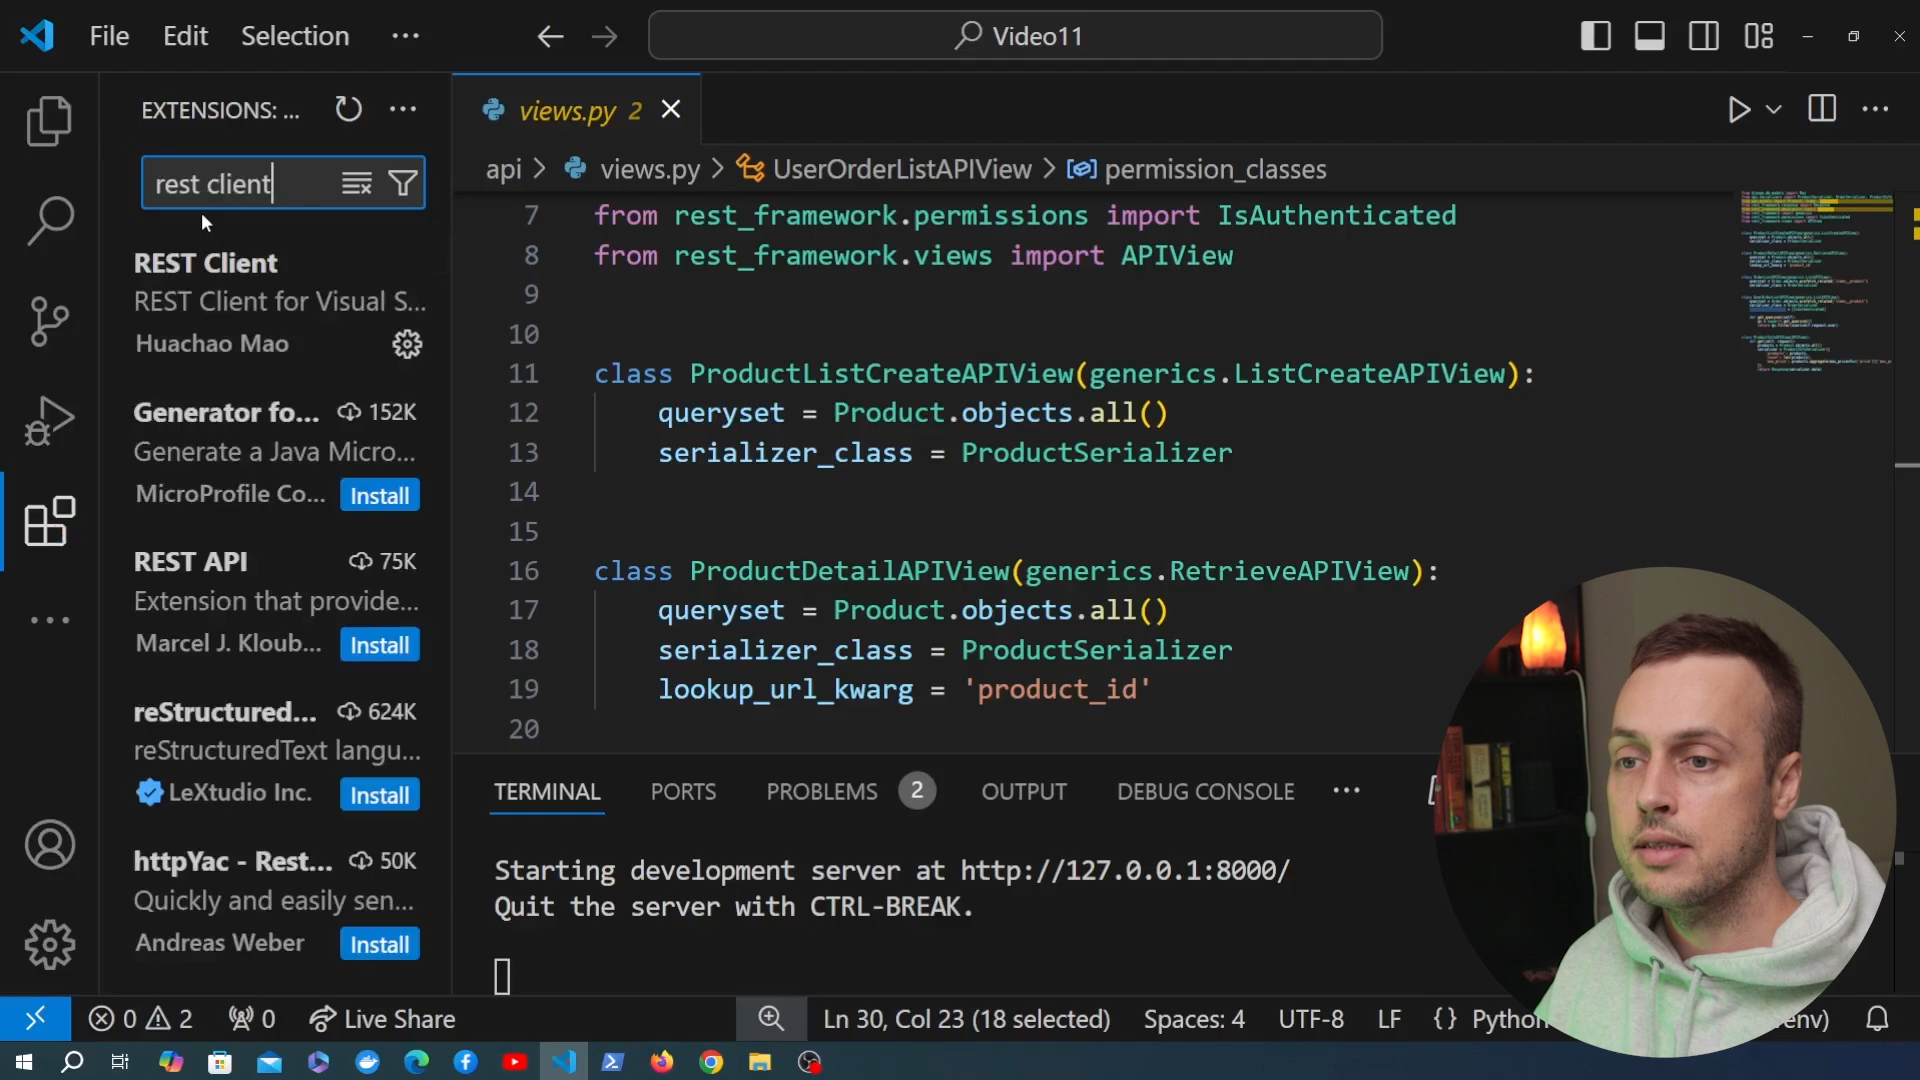 File Edit Selection ...
Video11
EXTENSIONS: ...
rest client
REST Client
REST Client for Visual S...
Huachao Mao
Generator fo... 152K
Generate a Java Micro...
MicroProfile Co... Install
REST API 75K
Extension that provide...
Marcel J. Kloub... Install
reStructured... 624K
reStructuredText langu...
LeXtudio Inc. Install
httpYac - Rest... 50K
Quickly and easily sen...
Andreas Weber Install
views.py 2
api > views.py > UserOrderListAPIView > permission_classes
7 from rest_framework.permissions import IsAuthenticated
8 from rest_framework.views import APIView
9
10
11 class ProductListCreateAPIView(generics.ListCreateAPIView):
12 queryset = Product.objects.all()
13 serializer_class = ProductSerializer
14
15
16 class ProductDetailAPIView(generics.RetrieveAPIView):
17 queryset = Product.objects.all()
18 serializer_class = ProductSerializer
19 lookup_url_kwarg = 'product_id'
20
TERMINAL PORTS PROBLEMS 2 OUTPUT DEBUG CONSOLE ...
Starting development server at http://127.0.0.1:8000/
Quit the server with CTRL-BREAK.
0 2 0 Live Share Ln 30, Col 23 (18 selected) Spaces: 4 UTF-8 LF {} Python env)